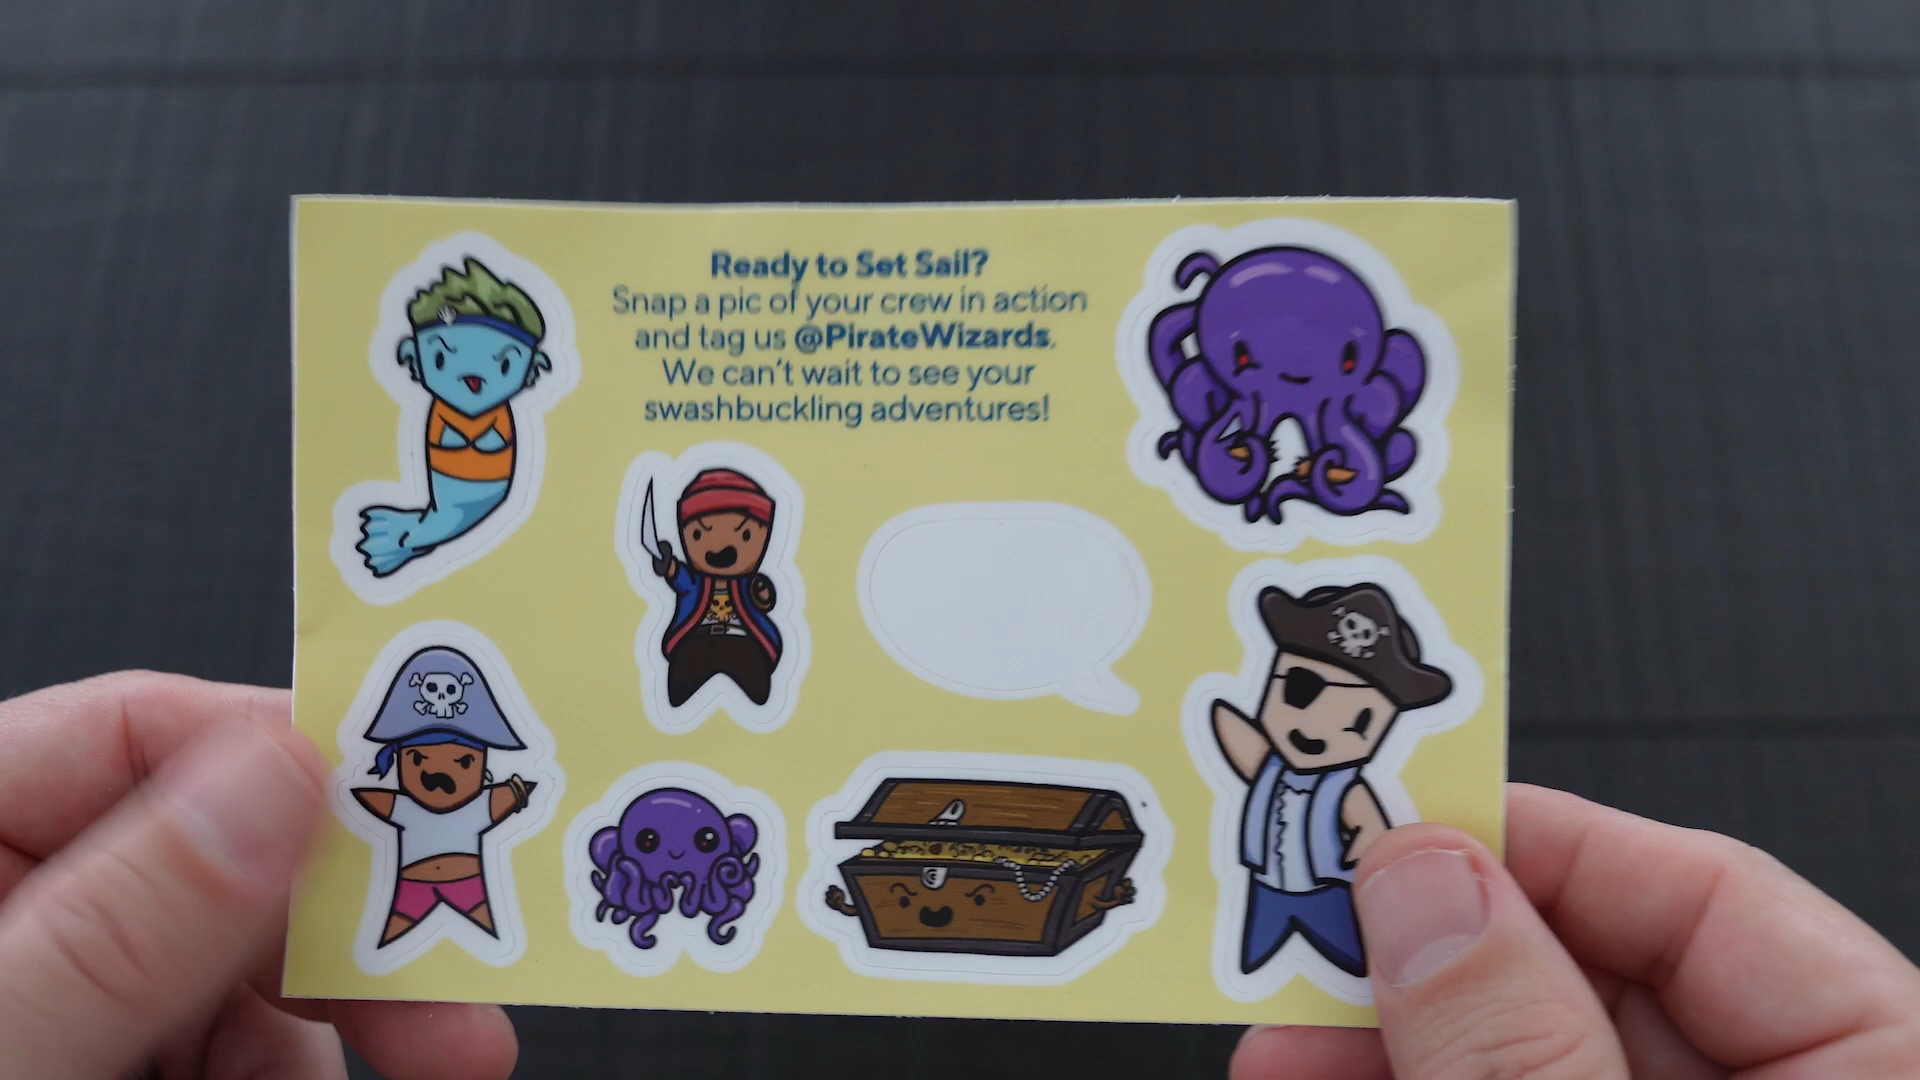 Ready to Set Sail?
Snap a pic of your crew in action
and tag us @PirateWizards.
We can't wait to see your
swashbuckling adventures!